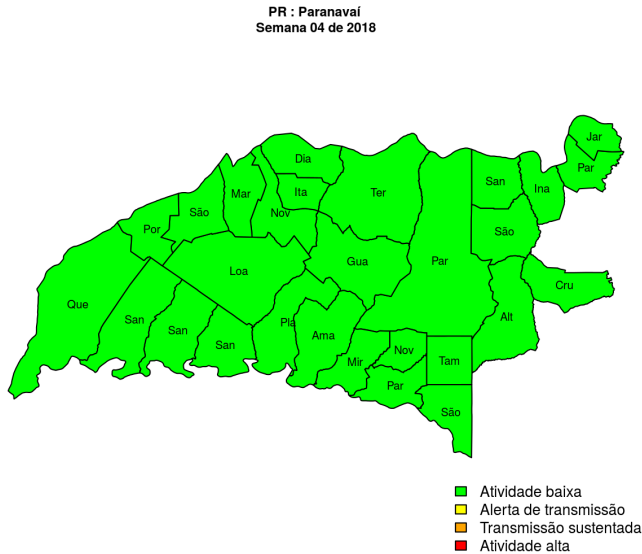 PR : Paranavaí
Semana 04 de 2018
Jar
Dia
Par
Ita
Ter
San
Ina
Mar
São
Nov
Por
São
Loa
Gua
Par
Cru
Que
San
San
San
Pla
Ama
Alt
Mir
Nov
Tam
Par
São
Atividade baixa
Alerta de transmissão
Transmissão sustentada
Atividade alta